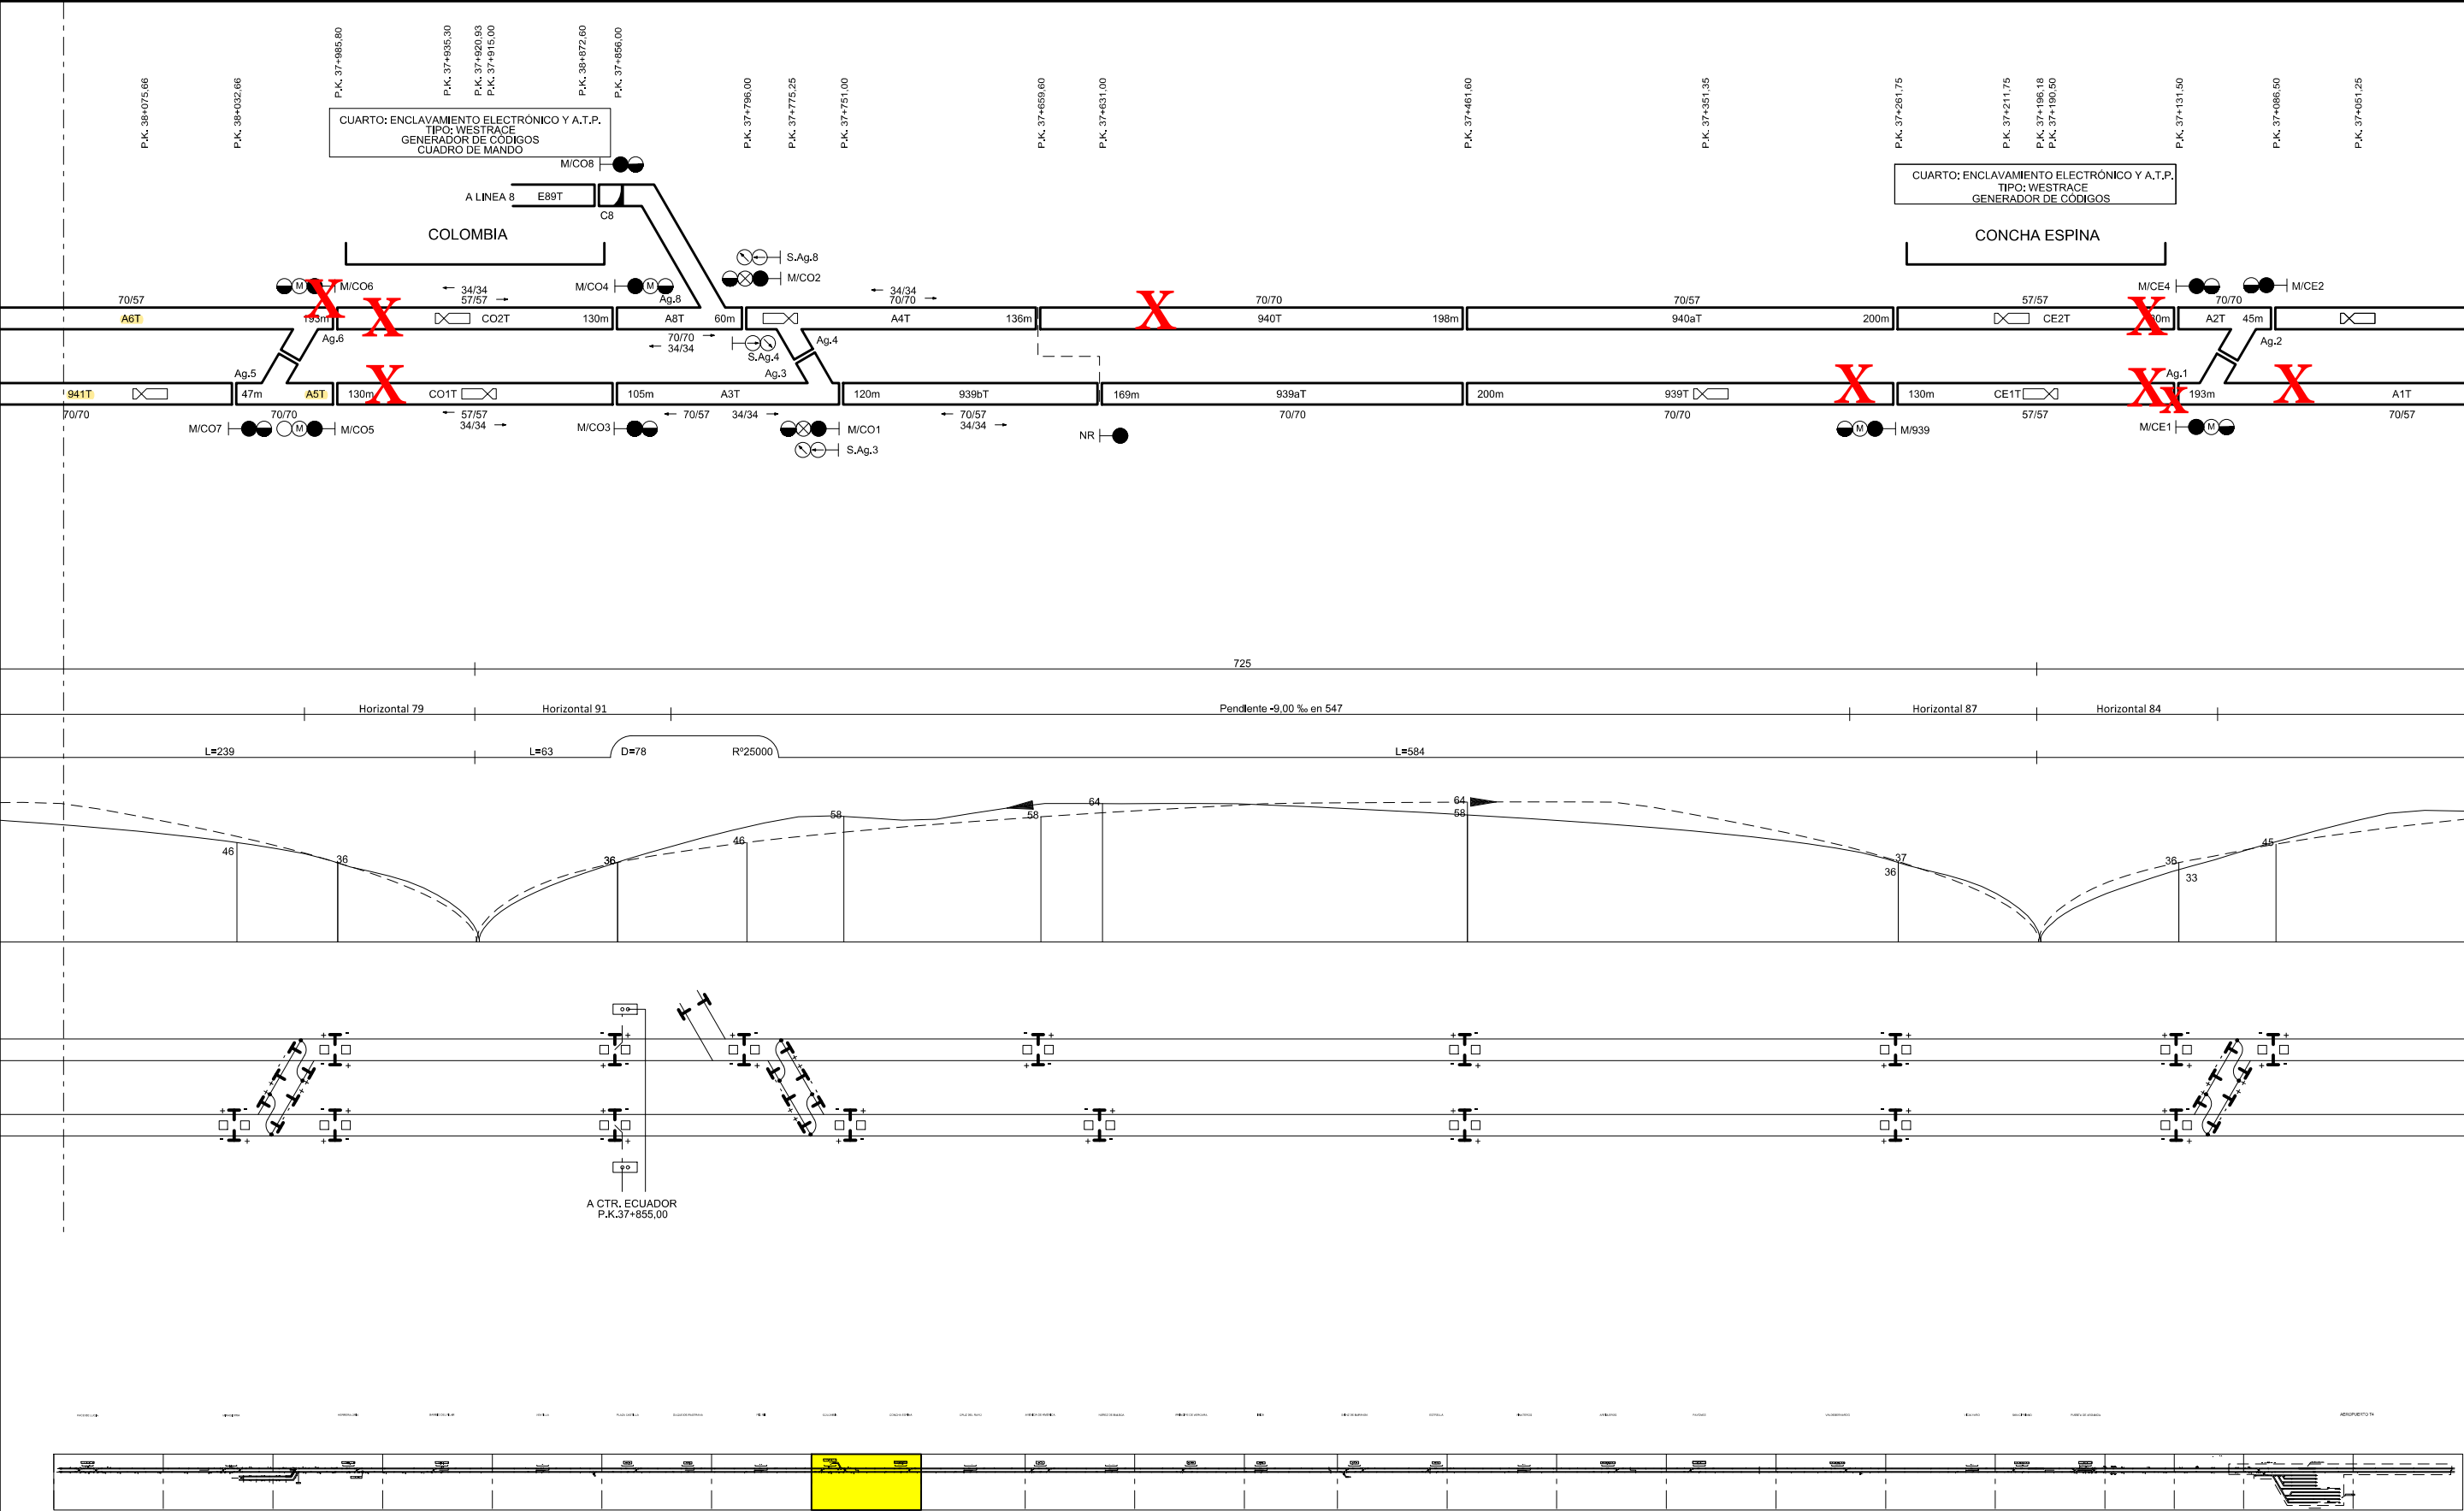 P.K. 38+075,66
P.K. 38+032,66
P.K. 37+985,80
P.K. 37+935,30
P.K. 37+920,93
P.K. 37+915,00
P.K. 38+872,60
P.K. 37+856,00
P.K. 37+796,00
P.K. 37+775,25
P.K. 37+751,00
P.K. 37+659,60
P.K. 37+631,00
P.K. 37+461,60
P.K. 37+351,35
P.K. 37+261,75
P.K. 37+211,75
P.K. 37+196,18
P.K. 37+190,50
P.K. 37+131,50
P.K. 37+086,50
P.K. 37+051,25
CUARTO: ENCLAVAMIENTO ELECTRÓNICO Y A.T.P.
TIPO: WESTRACE
GENERADOR DE CÓDIGOS
CUADRO DE MANDO
M/CO8
A LINEA 8 E89T
C8
COLOMBIA
CUARTO: ENCLAVAMIENTO ELECTRÓNICO Y A.T.P.
TIPO: WESTRACE
GENERADOR DE CÓDIGOS
CONCHA ESPINA
S.Ag.8
M/CO6 M/CO4 M M/CO2 M/CE4 M/CE2
70/57 34/34 57/57 Ag.8 34/34 70/70 70/70 70/57 57/57 70/70
A6T 193m X X CO2T 130m A8T 60m A4T 136m X 940T 198m 940aT 200m CE2T X A2T 45m
Ag.6 70/70 34/34 S.Ag.4 Ag.4 Ag.2
Ag.5 Ag.3 Ag.1
941T 47m A5T 130m X CO1T 105m A3T 120m 939bT 169m 939aT 200m 939T X 130m CE1T X X 193m X A1T
70/70 70/70 57/57 34/34 70/57 34/34 70/57 34/34 70/70 70/70 57/57 70/57
M/CO7 M M/CO5 M/CO3 M/CO1 NR M M/939 M/CE1 M
S.Ag.3
725
Horizontal 79 Horizontal 91 Pendiente -9,00 ‰ en 547 Horizontal 87 Horizontal 84
L=239 L=63 D=78 Rº25000 L=584
46 36 36 46 58 58 64 64 58 37 36 36 33 45
A CTR. ECUADOR
P.K.37+855,00
AEROPUERTO T4